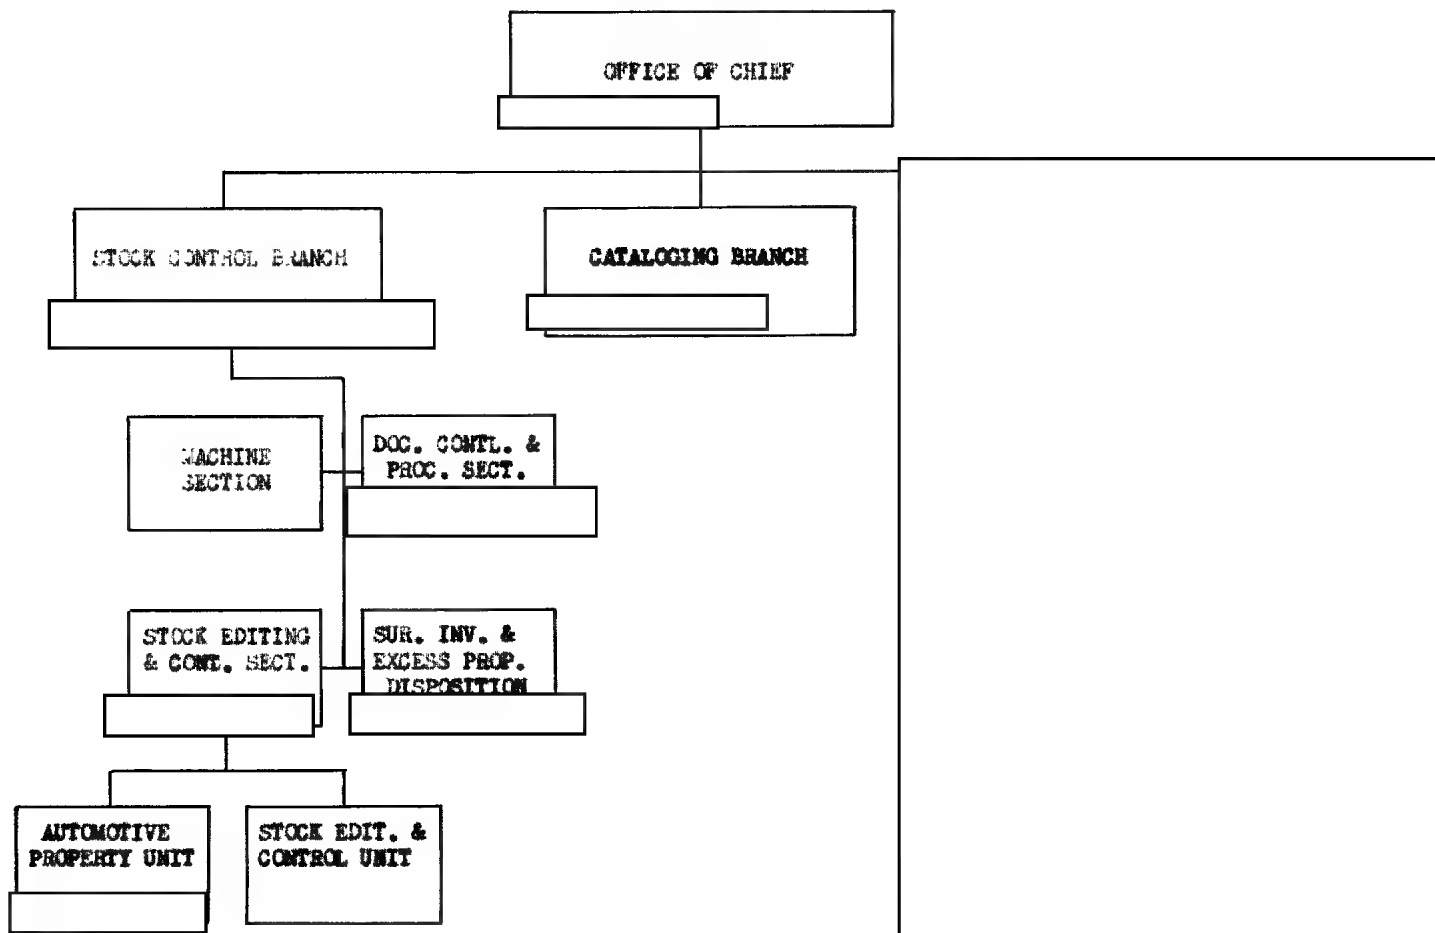 OFFICE OF CHIEF
STOCK CONTROL BRANCH
CATALOGING BRANCH
MACHINE
SECTION
DOC. CONTL. &
PROC. SECT.
STOCK EDITING
& CONT. SECT.
SUR. INV. &
EXCESS PROP.
DISPOSITION
AUTOMOTIVE
PROPERTY UNIT
STOCK EDIT. &
CONTROL UNIT